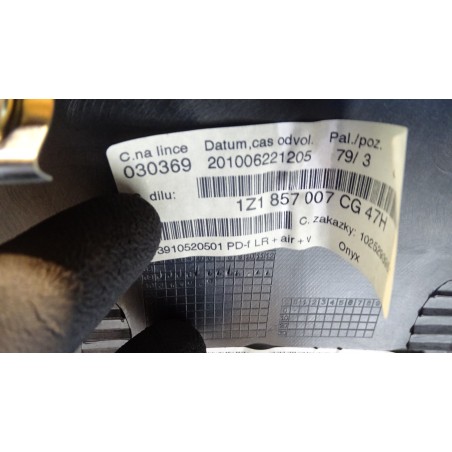 C.na lince Datum,cas odvol. Pal./poz.
030369 201006221205 79/ 3
dilu:
1Z1 857 007 CG 47H
C. zakazky:
3910520501 PD-f LR + air + v
Onyx